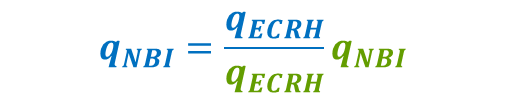 q_NBI = q_ECRH / q_ECRH q_NBI